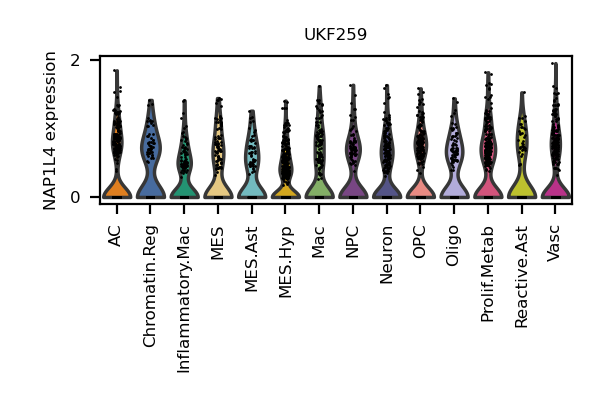 UKF259
NAP1L4 expression
2
0
AC
Chromatin.Reg
Inflammatory.Mac
MES
MES.Ast
MES.Hyp
Mac
NPC
Neuron
OPC
Oligo
Prolif.Metab
Reactive.Ast
Vasc